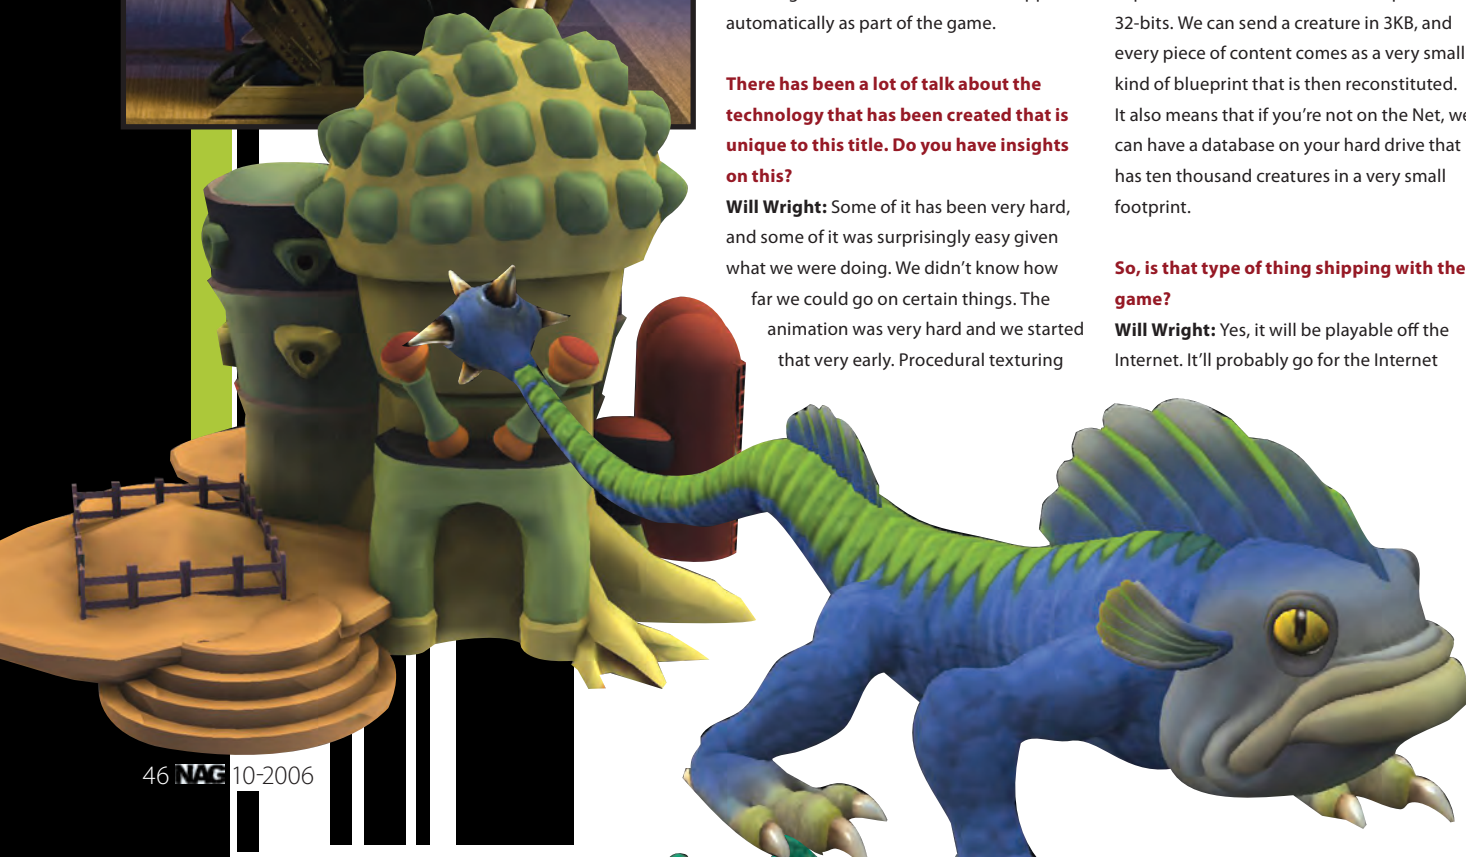 automatically as part of the game.
There has been a lot of talk about the
technology that has been created that is
unique to this title. Do you have insights
on this?
Will Wright: Some of it has been very hard,
and some of it was surprisingly easy given
what we were doing. We didn’t know how
far we could go on certain things. The
animation was very hard and we started
that very early. Procedural texturing
32-bits. We can send a creature in 3KB, and
every piece of content comes as a very small
kind of blueprint that is then reconstituted.
It also means that if you’re not on the Net, we
can have a database on your hard drive that
has ten thousand creatures in a very small
footprint.
So, is that type of thing shipping with the
game?
Will Wright: Yes, it will be playable off the
Internet. It’ll probably go for the Internet
46 NAG 10-2006